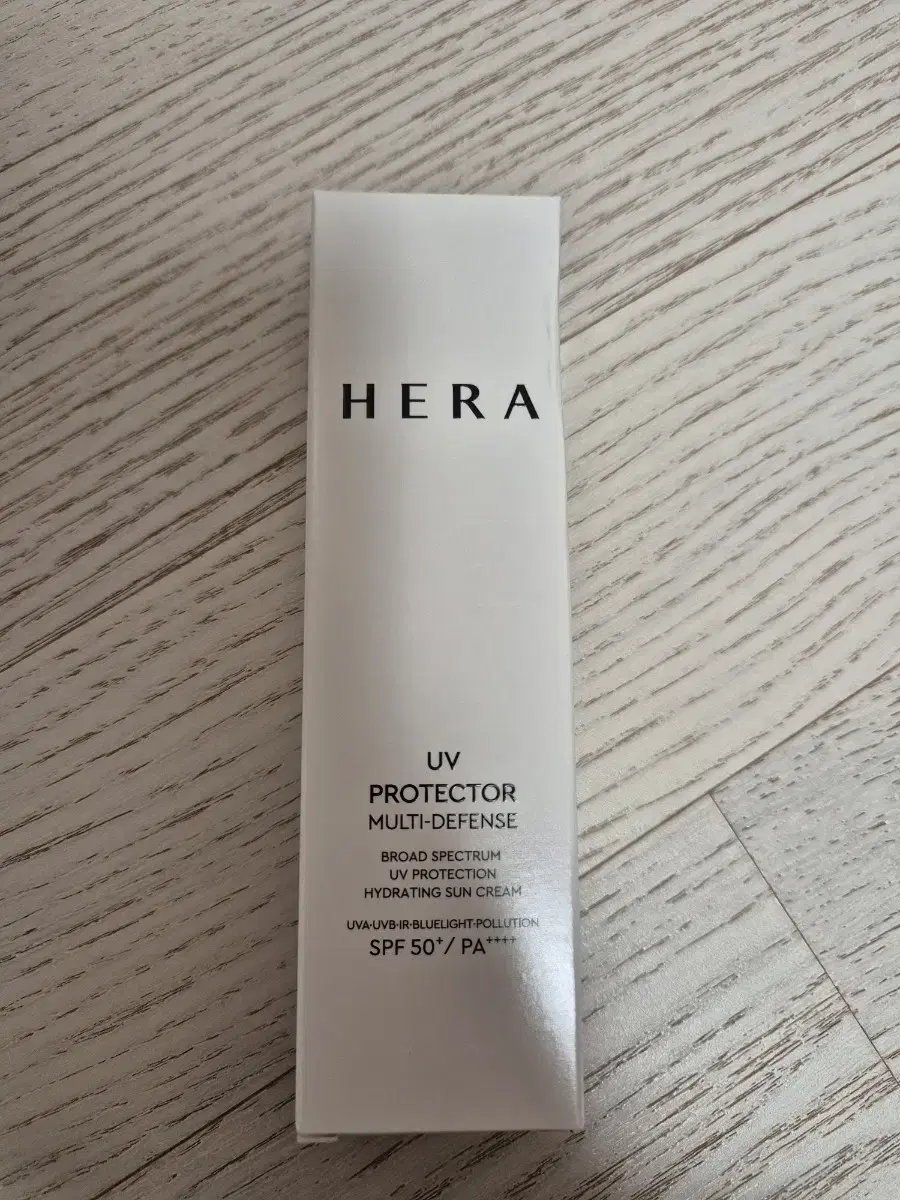 HERA
UV
PROTECTOR
MULTI-DEFENSE
BROAD SPECTRUM
UV PROTECTION
HYDRATING SUN CREAM
UVA·UVB·IR·BLUELIGHT·POLLUTION
SPF 50⁺/ PA⁺⁺⁺⁺